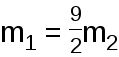 m₁ = 9/2 m₂